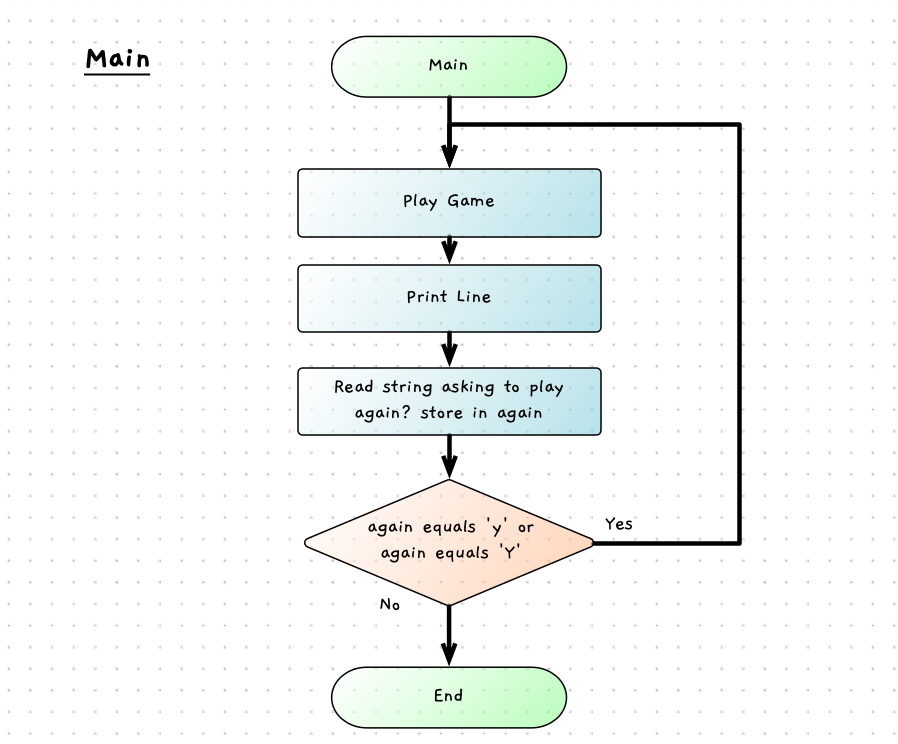 Main
Main
Play Game
Print Line
Read string asking to play
again? store in again
again equals 'y' or
again equals 'Y'
Yes
No
End